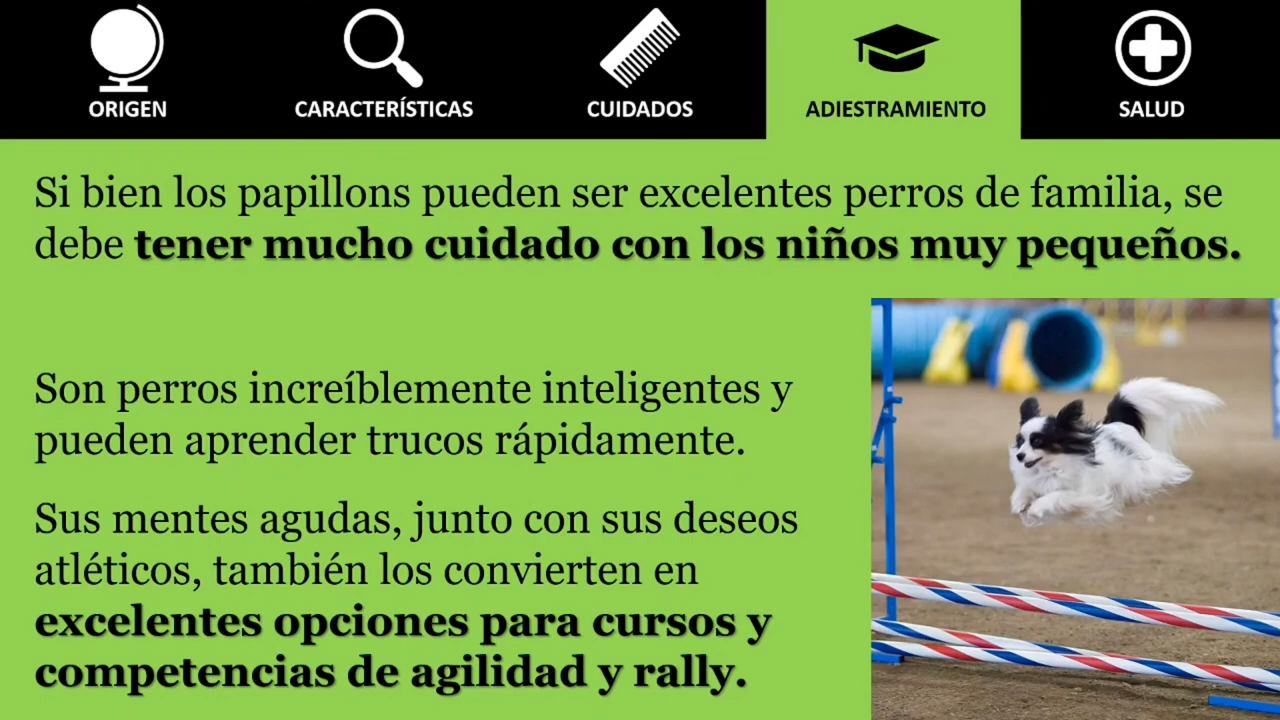 ORIGEN
CARACTERÍSTICAS
CUIDADOS
ADIESTRAMIENTO
SALUD
Si bien los papillons pueden ser excelentes perros de familia, se
debe tener mucho cuidado con los niños muy pequeños.
Son perros increíblemente inteligentes y
pueden aprender trucos rápidamente.
Sus mentes agudas, junto con sus deseos
atléticos, también los convierten en
excelentes opciones para cursos y
competencias de agilidad y rally.